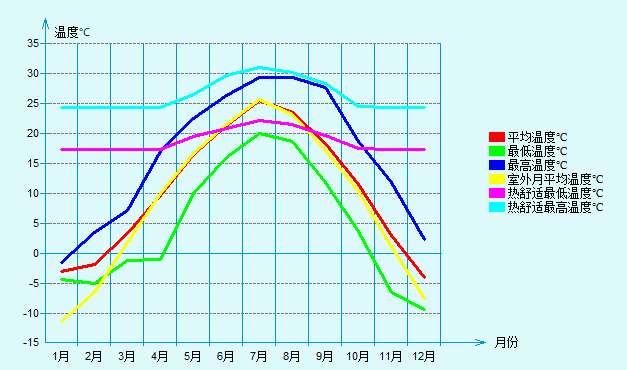 温度℃
35
30
25
20
15
10
5
0
-5
-10
-15
1月 2月 3月 4月 5月 6月 7月 8月 9月 10月 11月 12月
月份
平均温度℃
最低温度℃
最高温度℃
室外月平均温度℃
热舒适最低温度℃
热舒适最高温度℃